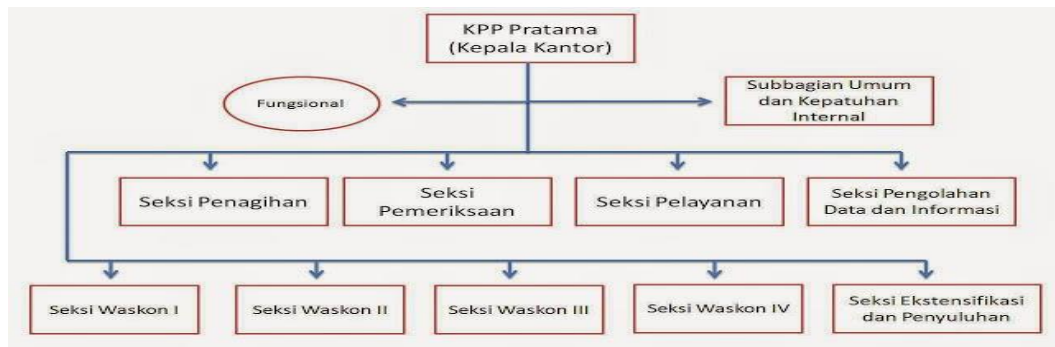 KPP Pratama
(Kepala Kantor)
Fungsional
Subbagian Umum
dan Kepatuhan
Internal
Seksi Penagihan
Seksi
Pemeriksaan
Seksi Pelayanan
Seksi Pengolahan
Data dan Informasi
Seksi Waskon I
Seksi Waskon II
Seksi Waskon III
Seksi Waskon IV
Seksi Ekstensifikasi
dan Penyuluhan